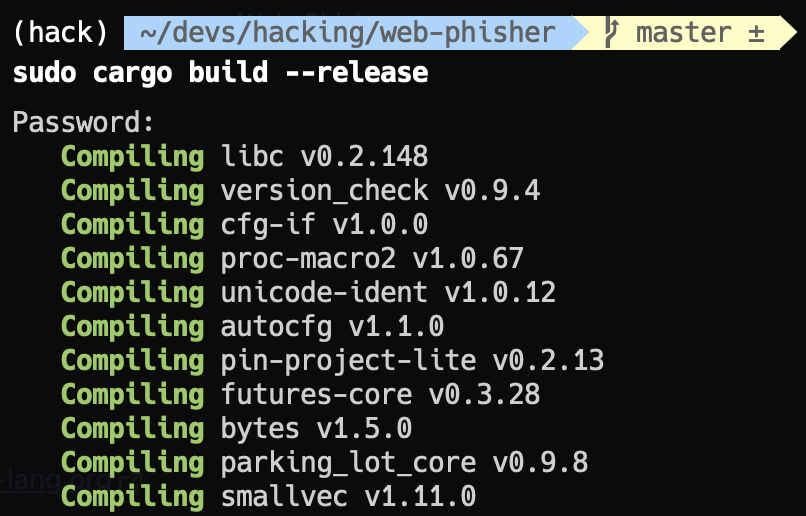 (hack) ~/devs/hacking/web-phisher master ±
sudo cargo build --release
Password:
Compiling libc v0.2.148
Compiling version_check v0.9.4
Compiling cfg-if v1.0.0
Compiling proc-macro2 v1.0.67
Compiling unicode-ident v1.0.12
Compiling autocfg v1.1.0
Compiling pin-project-lite v0.2.13
Compiling futures-core v0.3.28
Compiling bytes v1.5.0
Compiling parking_lot_core v0.9.8
-lang.org
Compiling smallvec v1.11.0